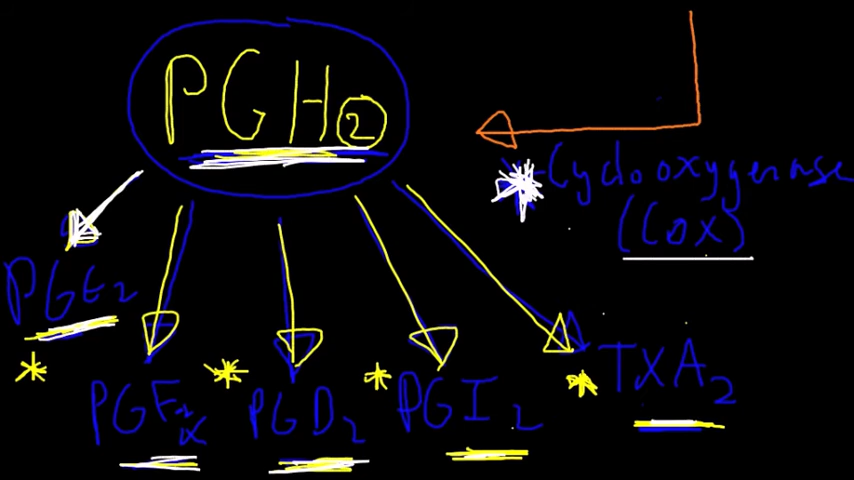 PGH2
Cyclooxygenase
(COX)
PGE2
PGF2α
PGD2
PGI2
TXA2